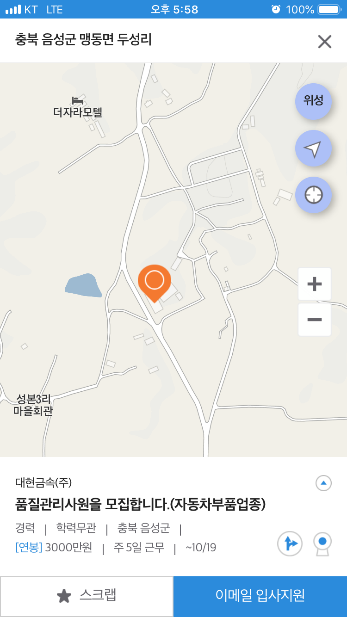 KT LTE 오후 5:58 100%
충북 음성군 맹동면 두성리
더자라모텔
위성
성본3리
마을회관
대현금속(주)
품질관리사원을 모집합니다.(자동차부품업종)
경력 | 학력무관 | 충북 음성군 |
[연봉] 3000만원 | 주 5일 근무 | ~10/19
스크랩
이메일 입사지원